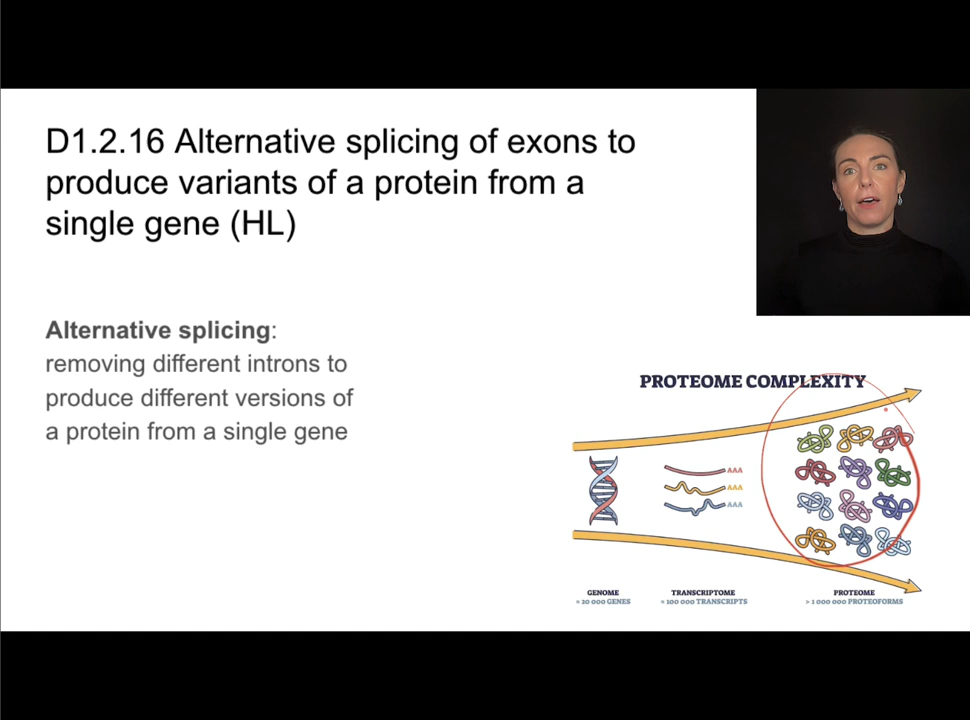 D1.2.16 Alternative splicing of exons to
produce variants of a protein from a
single gene (HL)
Alternative splicing:
removing different introns to
produce different versions of
a protein from a single gene
PROTEOME COMPLEXITY
AAA
AAA
AAA
GENOME
≈ 20 000 GENES
TRANSCRIPTOME
≈ 100 000 TRANSCRIPTS
PROTEOME
> 1 000 000 PROTEOFORMS